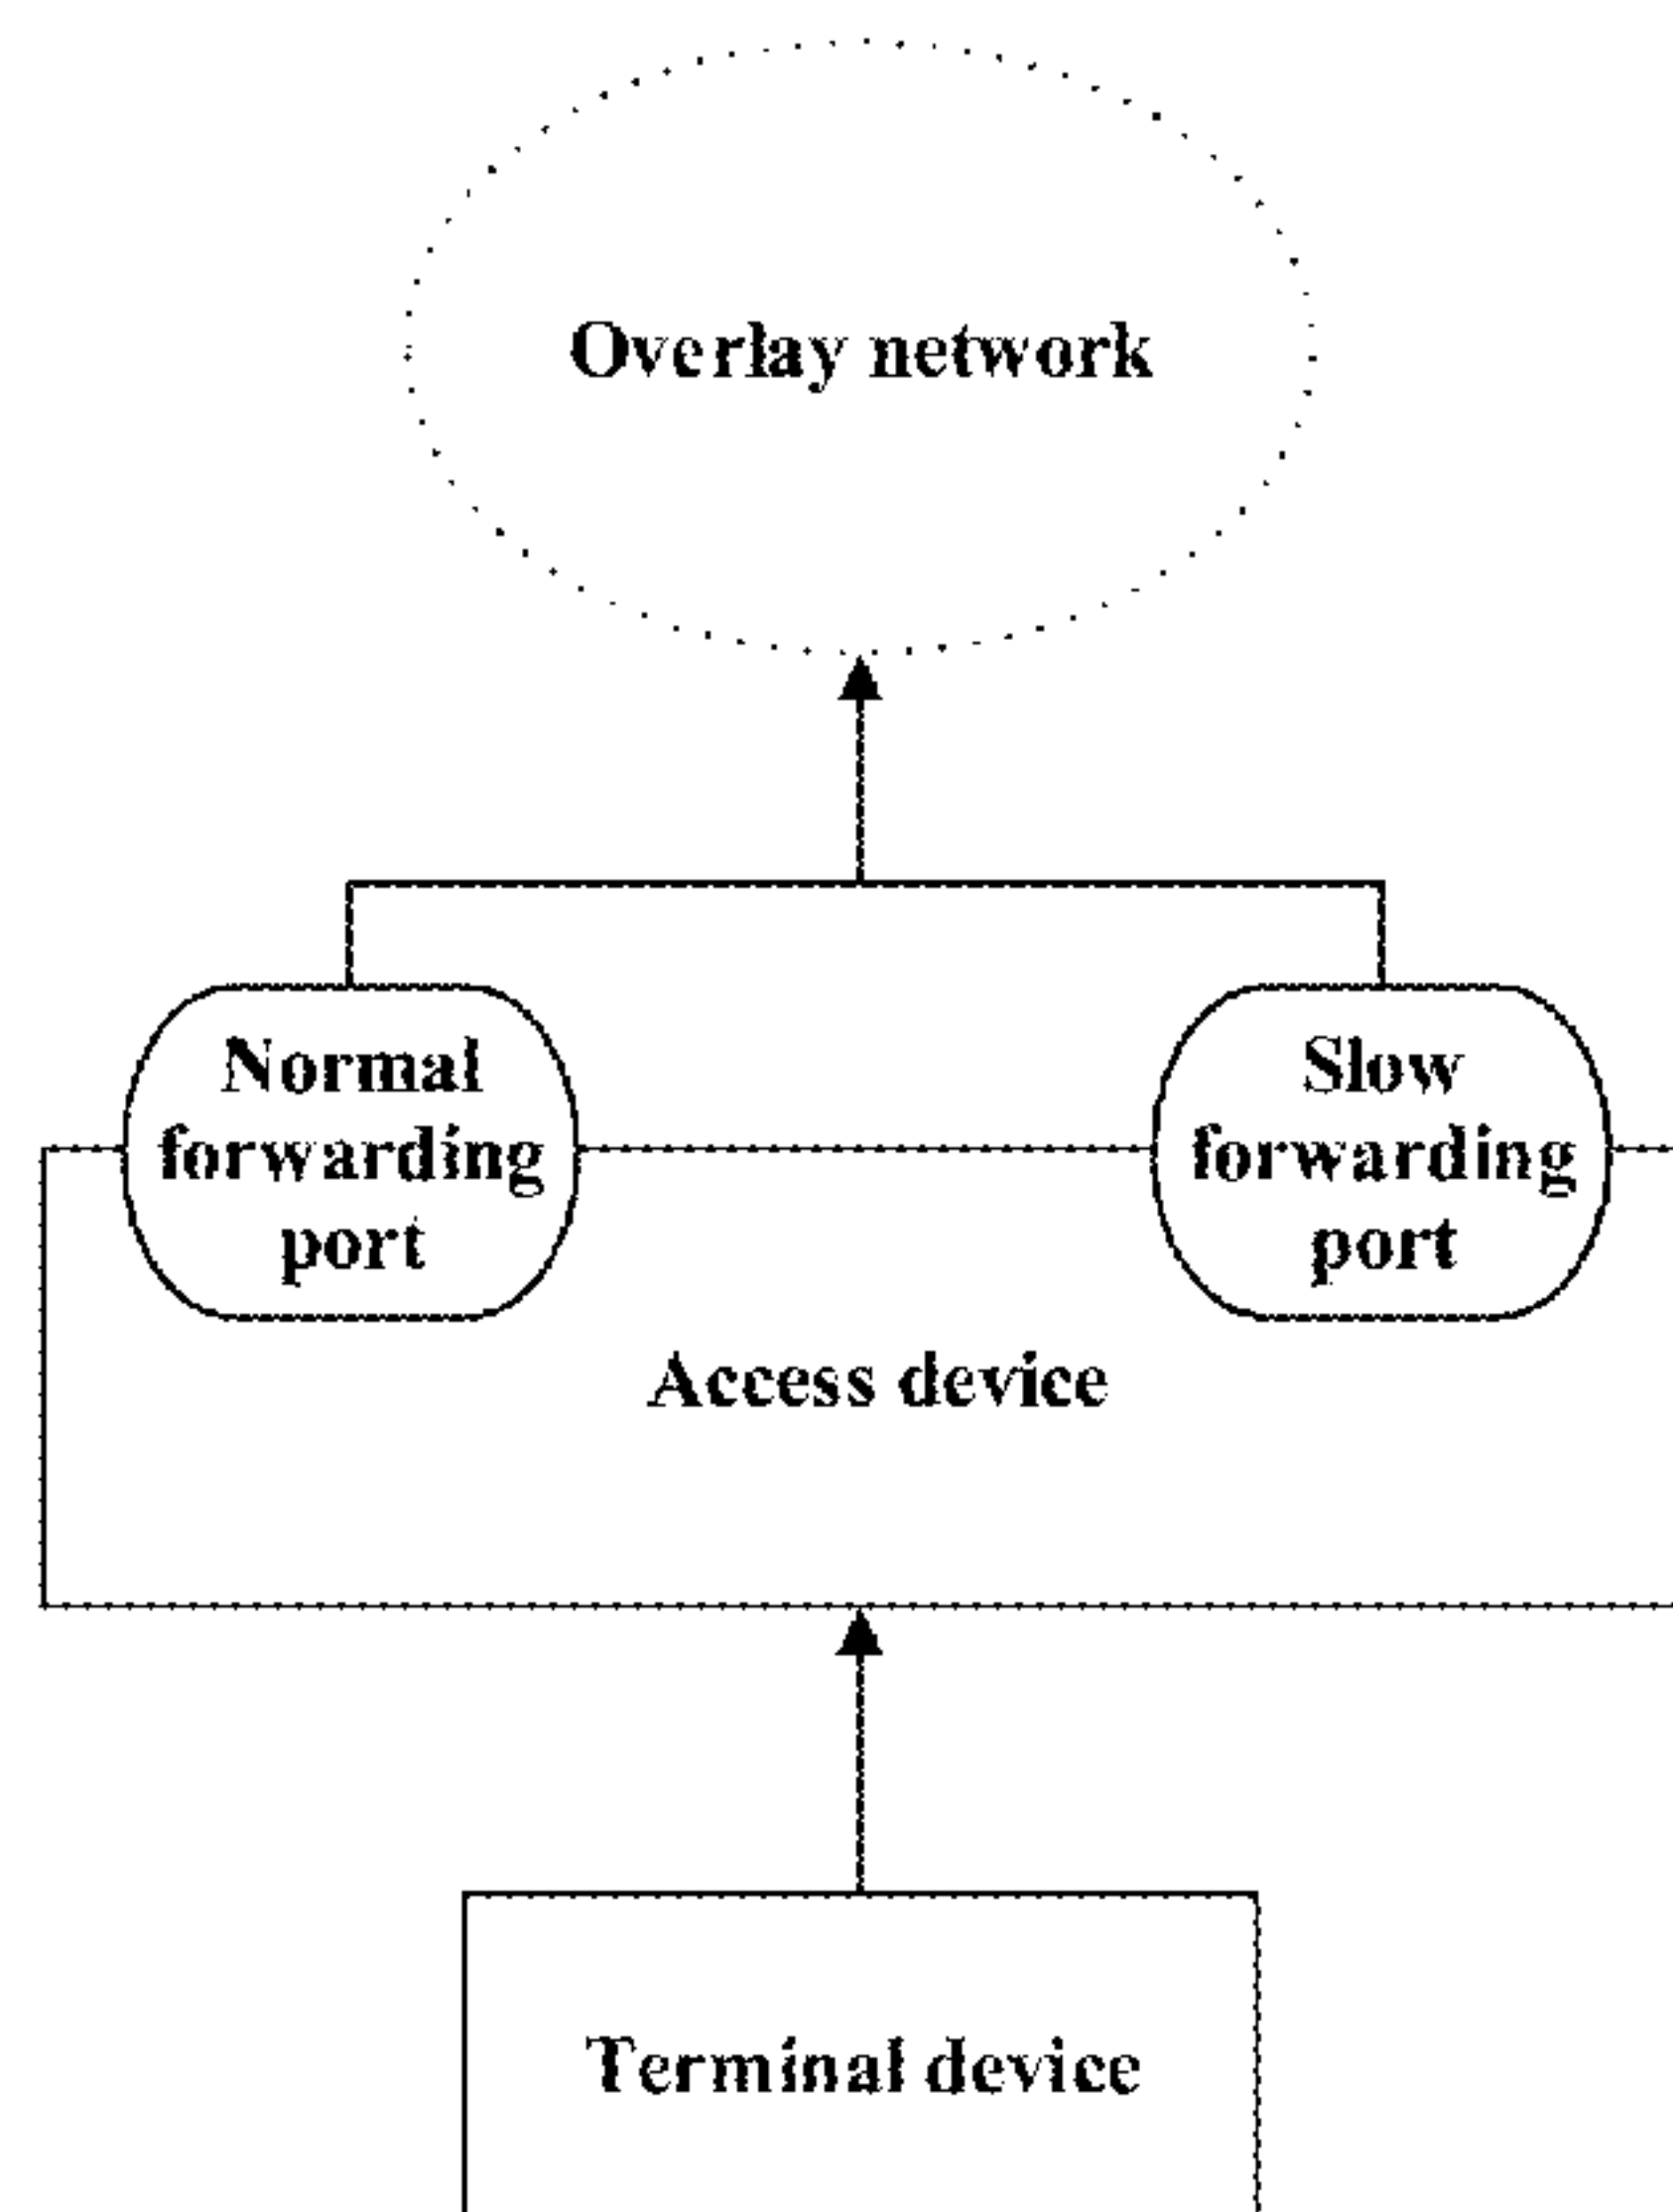 Overlay network
Normal
forwarding
port
Slow
forwarding
port
Access device
Terminal device